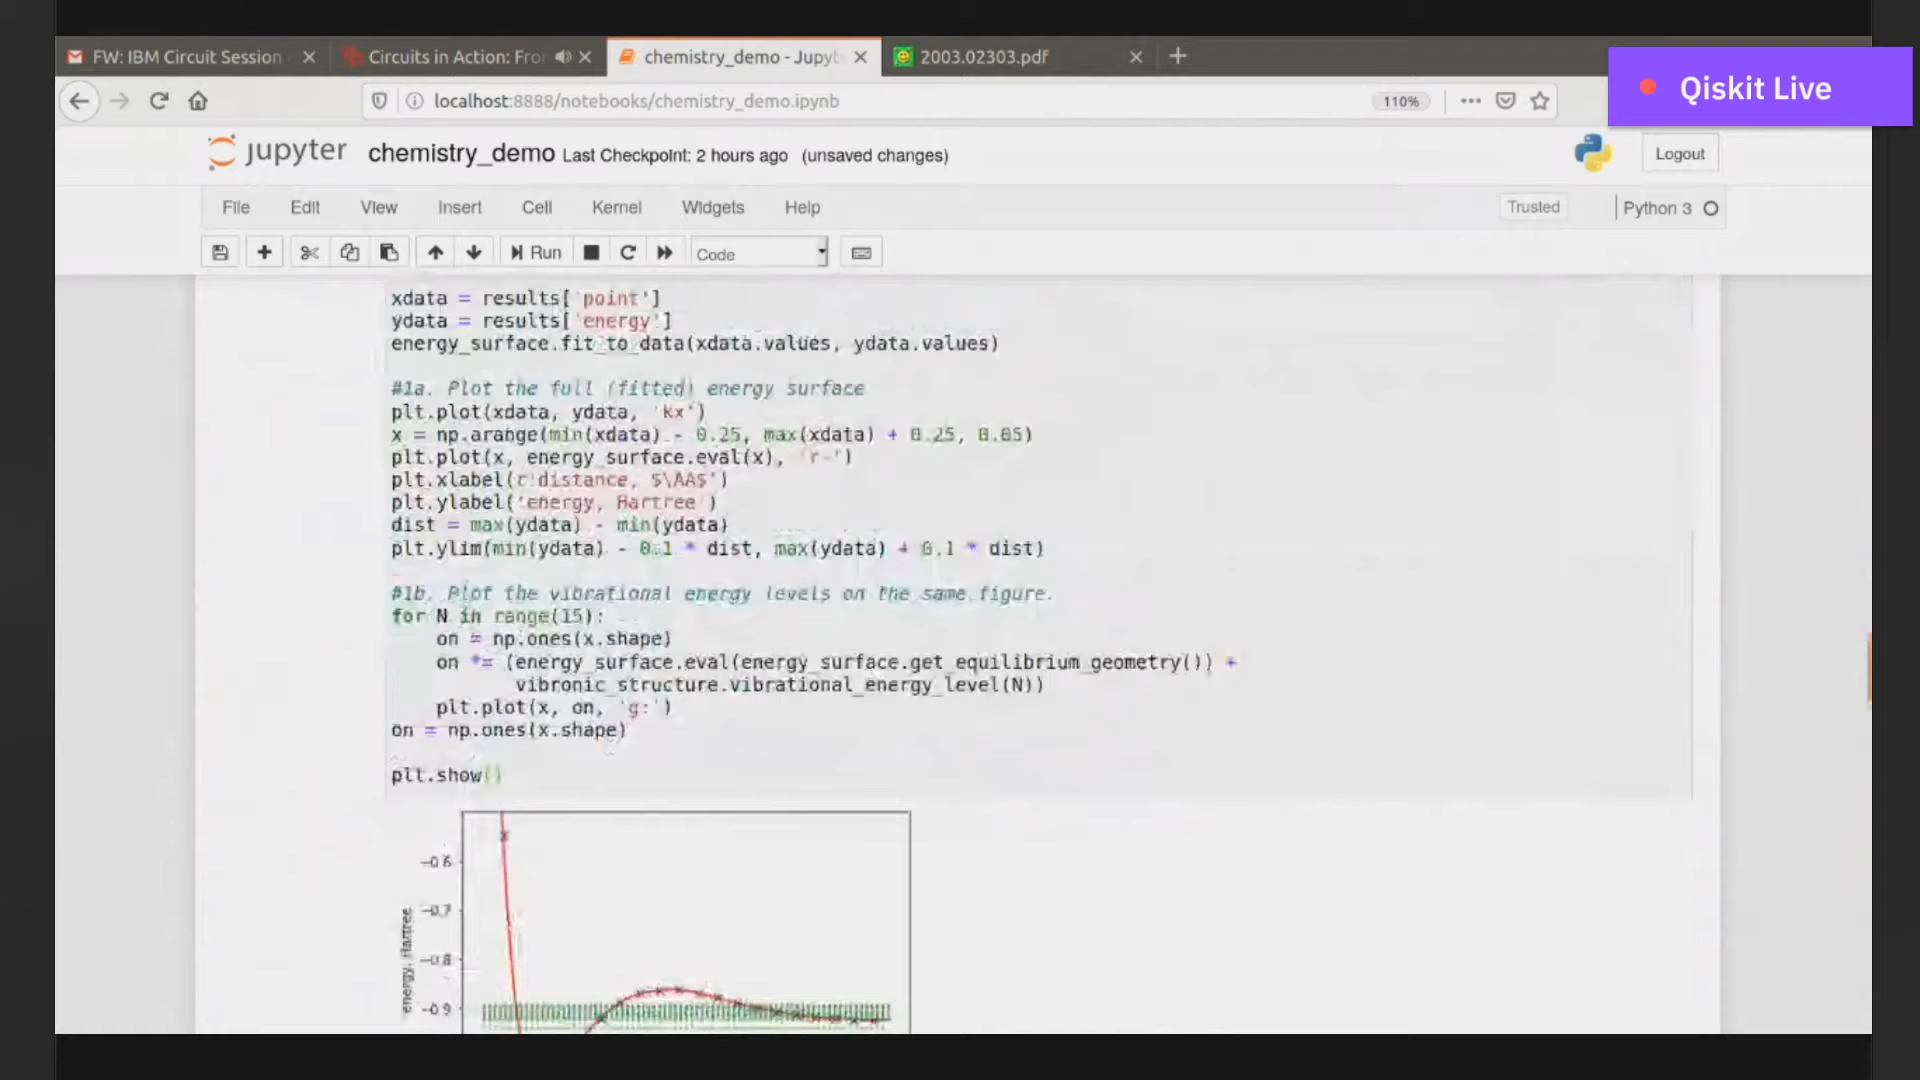 FW: IBM Circuit Session
Circuits in Action: Fro
chemistry_demo - Jupyt
2003.02303.pdf
Qiskit Live
localhost:8888/notebooks/chemistry_demo.ipynb
110%
jupyter chemistry_demo Last Checkpoint: 2 hours ago (unsaved changes)
Logout
File Edit View Insert Cell Kernel Widgets Help
Trusted
Python 3
Run
Code
xdata = results['point']
ydata = results['energy']
energy_surface.fit_to_data(xdata.values, ydata.values)
#1a. Plot the full (fitted) energy surface
plt.plot(xdata, ydata, 'kx')
x = np.arange(min(xdata) - 0.25, max(xdata) + 0.25, 0.05)
plt.plot(x, energy_surface.eval(x), 'r-')
plt.xlabel(r'distance, $\AA$')
plt.ylabel('energy, Hartree')
dist = max(ydata) - min(ydata)
plt.ylim(min(ydata) - 0.1 * dist, max(ydata) + 0.1 * dist)
#1b. Plot the vibrational energy levels on the same figure.
for N in range(15):
    on = np.ones(x.shape)
    on *= (energy_surface.eval(energy_surface.get_equilibrium_geometry()) +
           vibronic_structure.vibrational_energy_level(N))
    plt.plot(x, on, 'g:')
on = np.ones(x.shape)
plt.show()
−0.6
−0.7
−0.8
−0.9
energy, Hartree